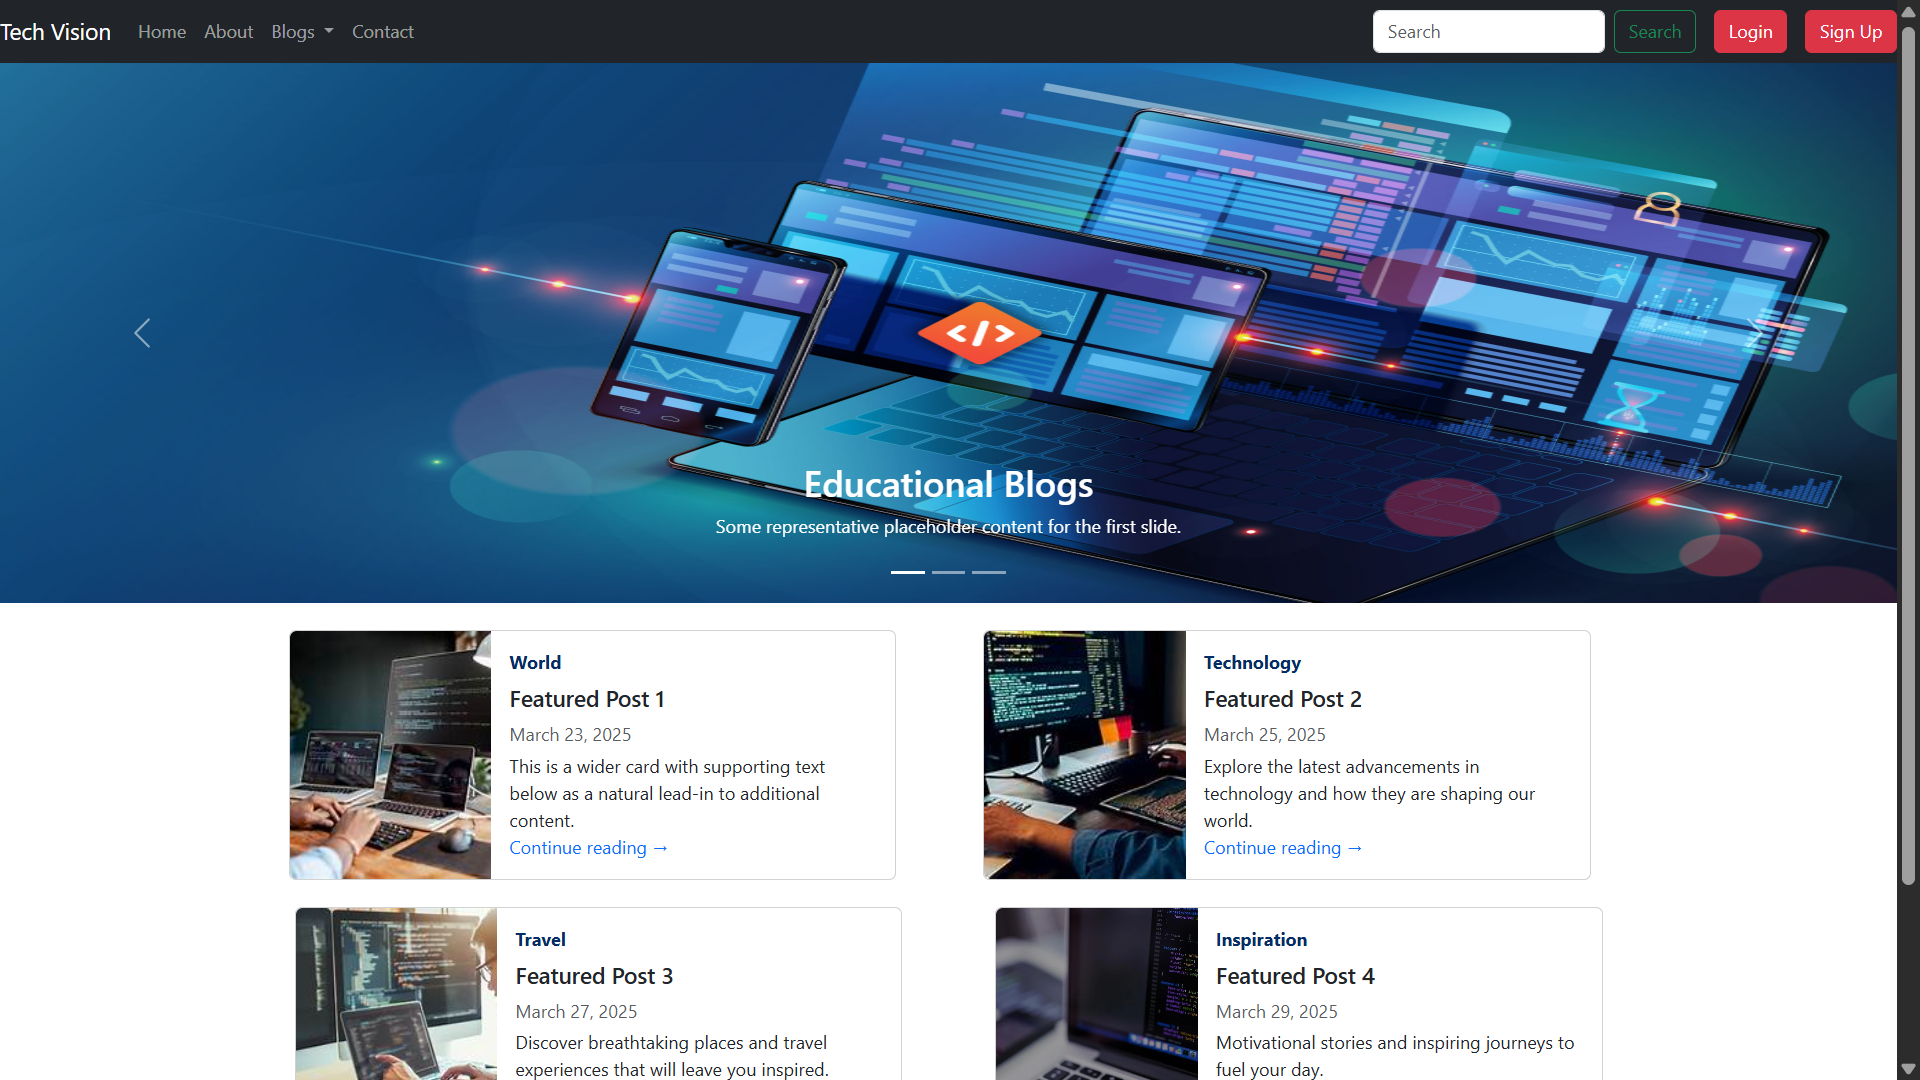 Tech Vision
Home
About
Blogs
Contact
Search
Search
Login
Sign Up
Educational Blogs
Some representative placeholder content for the first slide.
World
Featured Post 1
March 23, 2025
This is a wider card with supporting text
below as a natural lead-in to additional
content.
Continue reading →
Technology
Featured Post 2
March 25, 2025
Explore the latest advancements in
technology and how they are shaping our
world.
Continue reading →
Travel
Featured Post 3
March 27, 2025
Discover breathtaking places and travel
experiences that will leave you inspired.
Inspiration
Featured Post 4
March 29, 2025
Motivational stories and inspiring journeys to
fuel your day.